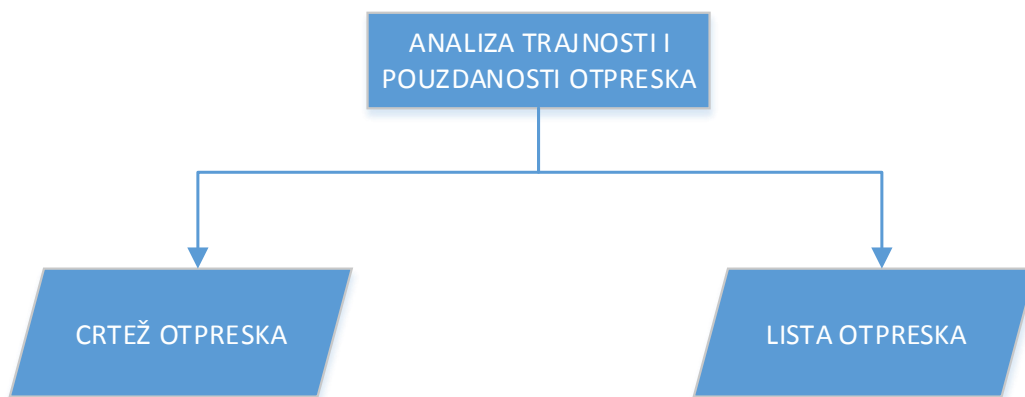 ANALIZA TRAJNOSTI I
POUZDANOSTI OTPRESKA
CRTEŽ OTPRESKA
LISTA OTPRESKA